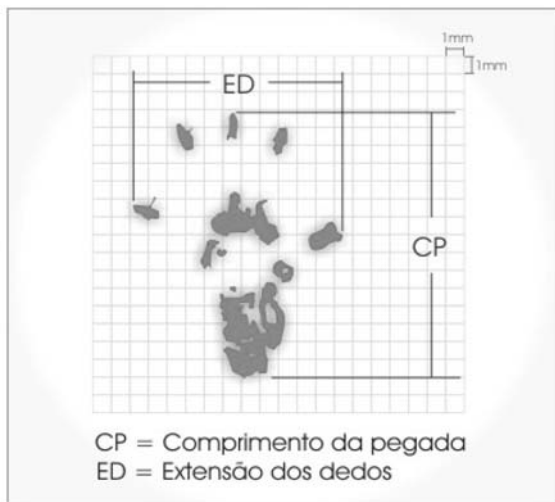 1mm
1mm
ED
CP
CP = Comprimento da pegada
ED = Extensão dos dedos